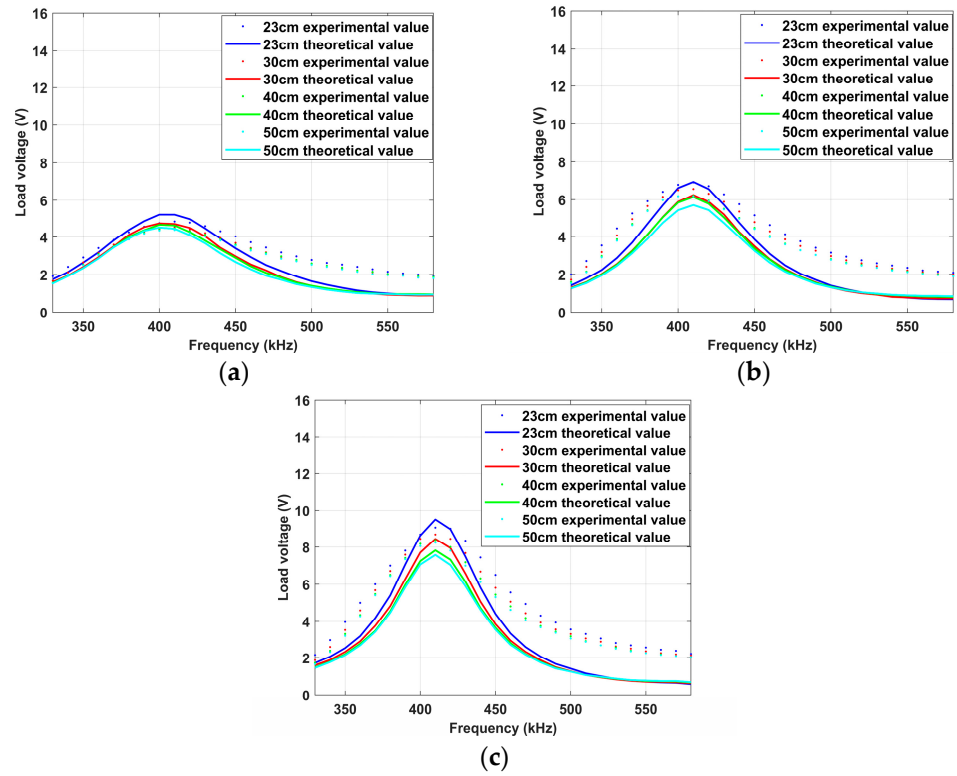 16
14
12
10
8
6
4
2
0
Load voltage (V)
23cm experimental value
23cm theoretical value
30cm experimental value
30cm theoretical value
40cm experimental value
40cm theoretical value
50cm experimental value
50cm theoretical value
350 400 450 500 550
Frequency (kHz)
(a)
16
14
12
10
8
6
4
2
0
Load voltage (V)
23cm experimental value
23cm theoretical value
30cm experimental value
30cm theoretical value
40cm experimental value
40cm theoretical value
50cm experimental value
50cm theoretical value
350 400 450 500 550
Frequency (kHz)
(b)
16
14
12
10
8
6
4
2
0
Load voltage (V)
23cm experimental value
23cm theoretical value
30cm experimental value
30cm theoretical value
40cm experimental value
40cm theoretical value
50cm experimental value
50cm theoretical value
350 400 450 500 550
Frequency (kHz)
(c)